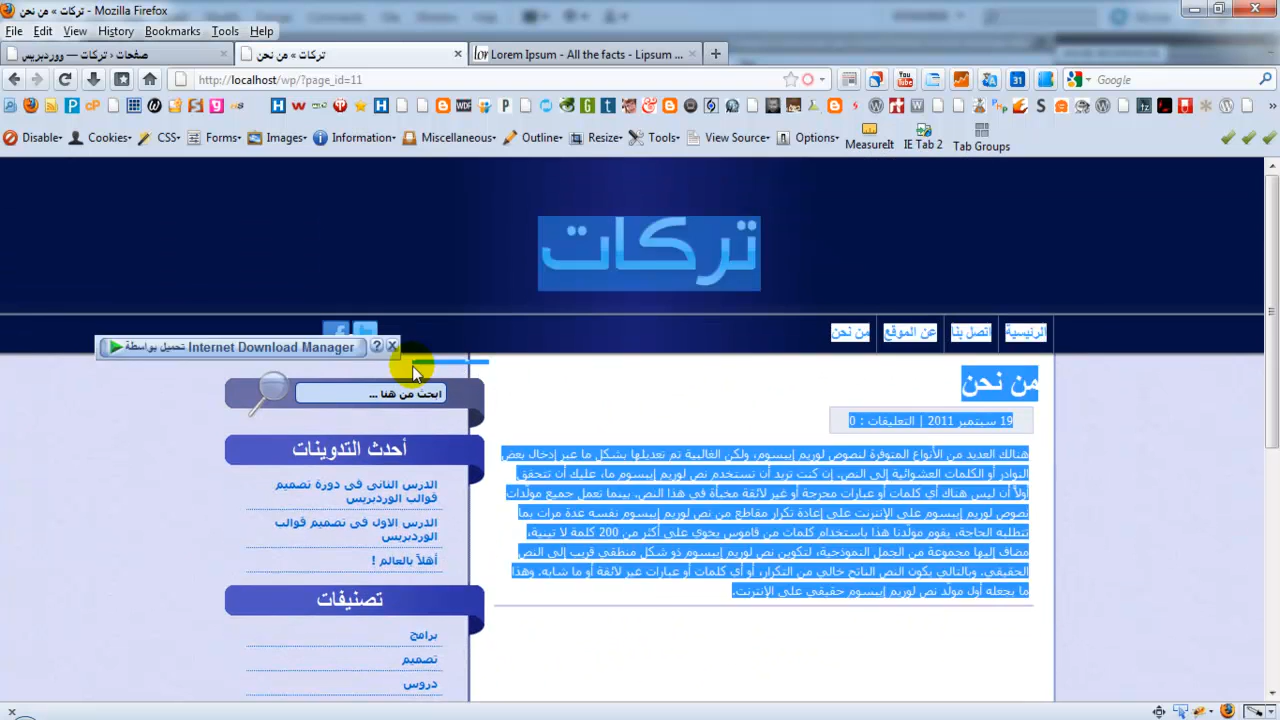 تركات » من نحن - Mozilla Firefox
File Edit View History Bookmarks Tools Help
صفحات ‹ تركات — ووردبريس
تركات » من نحن
Lorem Ipsum - All the facts - Lipsum ...
http://localhost/wp/?page_id=11
Google
Disable Cookies CSS Forms Images Information Miscellaneous Outline Resize Tools View Source Options MeasureIt IE Tab 2 Tab Groups
تركات
الرئيسية اتصل بنا عن الموقع من نحن
تحميل بواسطة Internet Download Manager ?
من نحن
19 سبتمبر 2011 | التعليقات : 0
هنالك العديد من الأنواع المتوفرة لنصوص لوريم إيبسوم، ولكن الغالبية تم تعديلها بشكل ما عبر إدخال بعض
النوادر أو الكلمات العشوائية إلى النص. إن كنت تريد أن تستخدم نص لوريم إيبسوم ما، عليك أن تتحقق
أولاً أن ليس هناك أي كلمات أو عبارات محرجة أو غير لائقة مخبأة في هذا النص. بينما تعمل جميع مولّدات
نصوص لوريم إيبسوم على الإنترنت على إعادة تكرار مقاطع من نص لوريم إيبسوم نفسه عدة مرات بما
تتطلبه الحاجة، يقوم مولّدنا هذا باستخدام كلمات من قاموس يحوي على أكثر من 200 كلمة لا تينية،
مضاف إليها مجموعة من الجمل النموذجية، لتكوين نص لوريم إيبسوم ذو شكل منطقي قريب إلى النص
الحقيقي. وبالتالي يكون النص الناتج خالي من التكرار، أو أي كلمات أو عبارات غير لائقة أو ما شابه. وهذا
ما يجعله أول مولّد نص لوريم إيبسوم حقيقي على الإنترنت.
ابحث من هنا ...
أحدث التدوينات
الدرس الثاني في دورة تصميم
قوالب الوردبريس
الدرس الاول في تصميم قوالب
الوردبريس
أهلاً بالعالم !
تصنيفات
برامج
تصميم
دروس